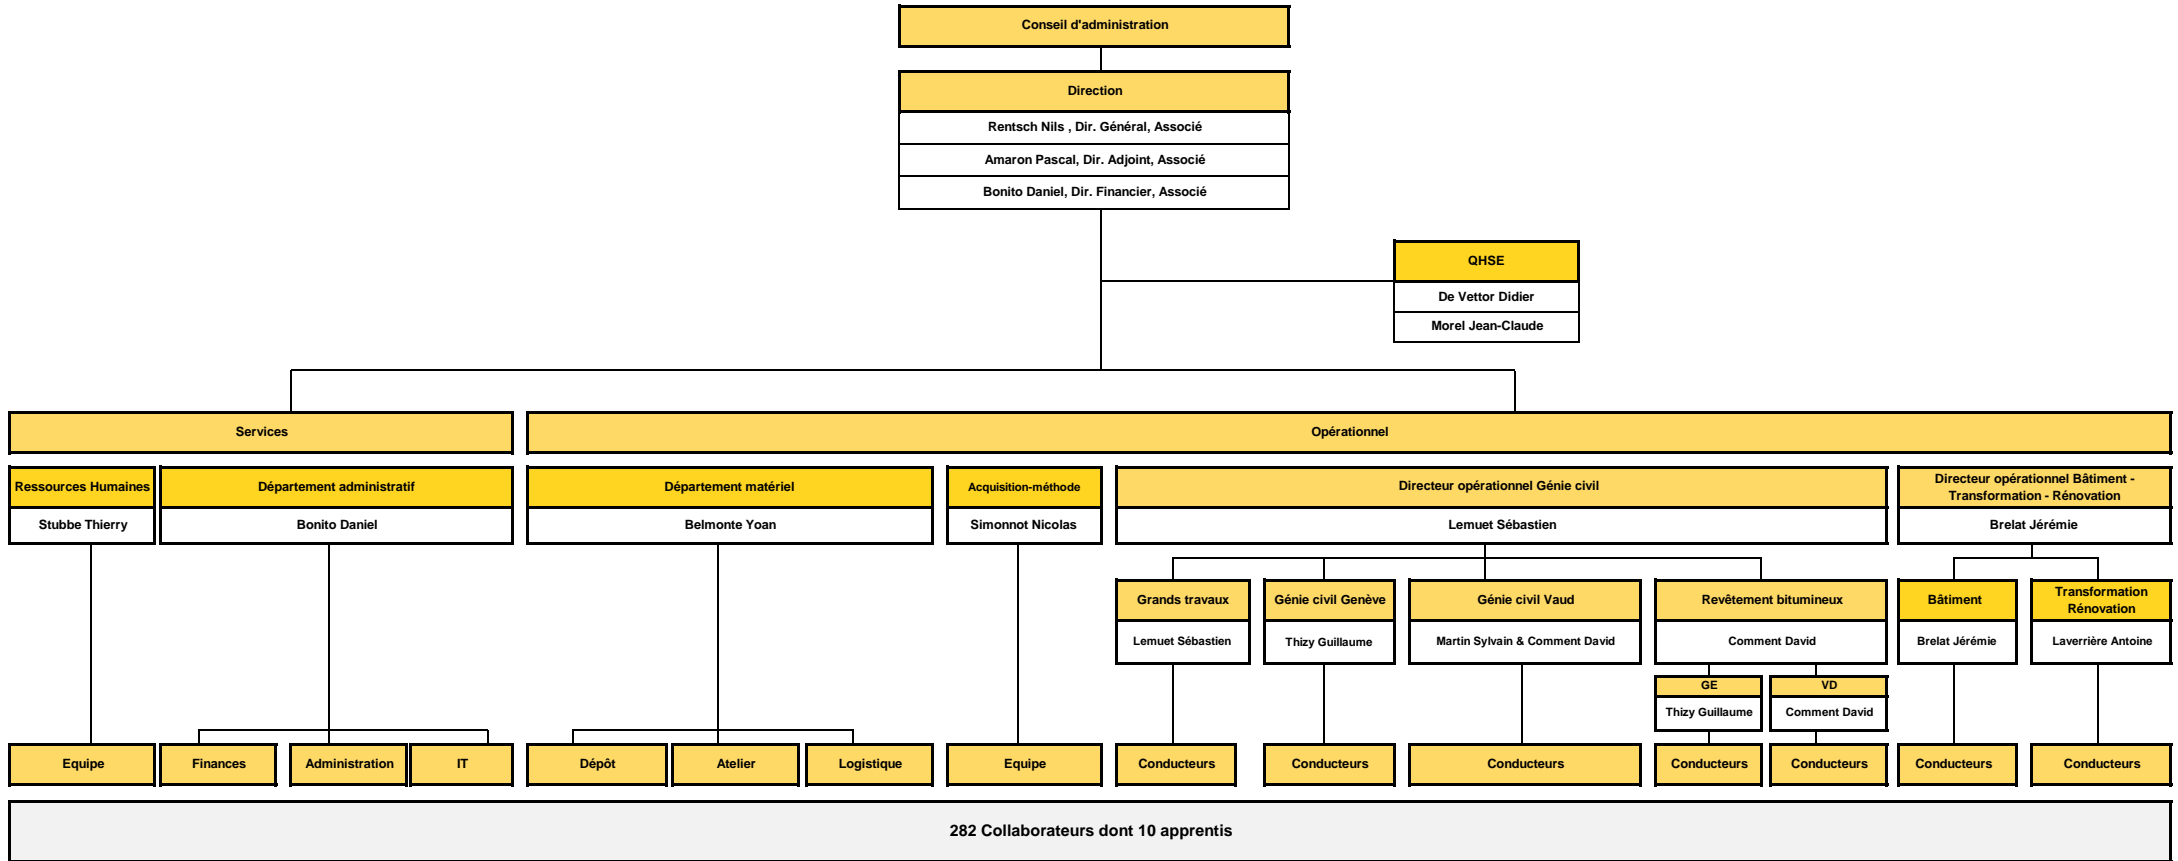 Conseil d'administration
Direction
Rentsch Nils , Dir. Général, Associé
Amaron Pascal, Dir. Adjoint, Associé
Bonito Daniel, Dir. Financier, Associé
QHSE
De Vettor Didier
Morel Jean-Claude
Services
Opérationnel
Ressources Humaines
Stubbe Thierry
Département administratif
Bonito Daniel
Département matériel
Belmonte Yoan
Acquisition-méthode
Simonnot Nicolas
Directeur opérationnel Génie civil
Lemuet Sébastien
Directeur opérationnel Bâtiment -
Transformation - Rénovation
Brelat Jérémie
Grands travaux
Lemuet Sébastien
Génie civil Genève
Thizy Guillaume
Génie civil Vaud
Martin Sylvain & Comment David
Revêtement bitumineux
Comment David
GE
Thizy Guillaume
VD
Comment David
Bâtiment
Brelat Jérémie
Transformation
Rénovation
Laverrière Antoine
Equipe
Finances
Administration
IT
Dépôt
Atelier
Logistique
Equipe
Conducteurs
Conducteurs
Conducteurs
Conducteurs
Conducteurs
Conducteurs
Conducteurs
282 Collaborateurs dont 10 apprentis